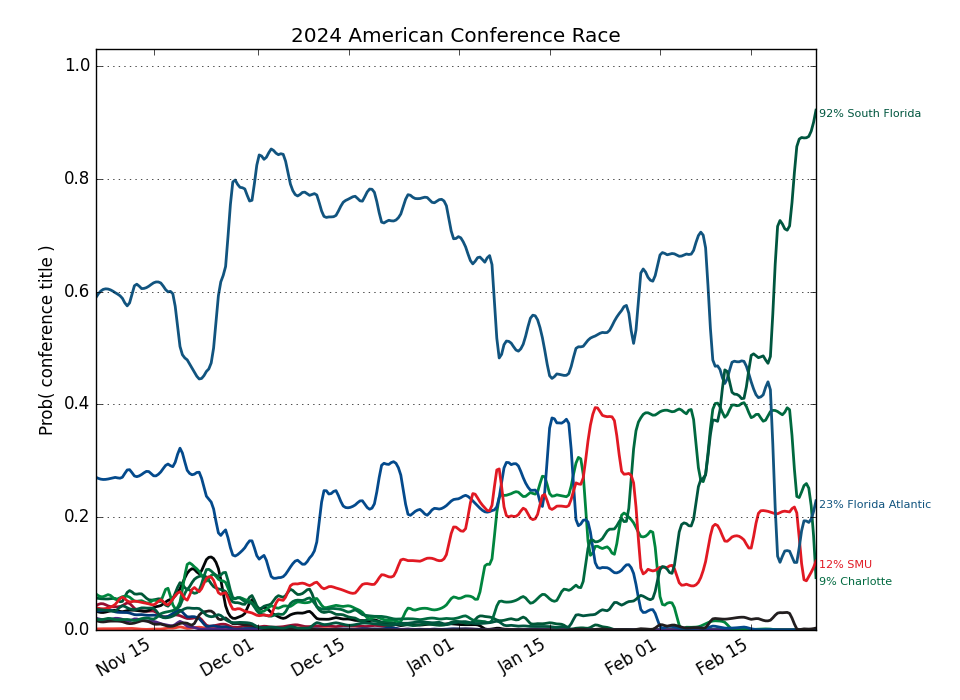 2024 American Conference Race
Prob( conference title )
1.0
0.8
0.6
0.4
0.2
0.0
92% South Florida
23% Florida Atlantic
12% SMU
9% Charlotte
Nov 15
Dec 01
Dec 15
Jan 01
Jan 15
Feb 01
Feb 15